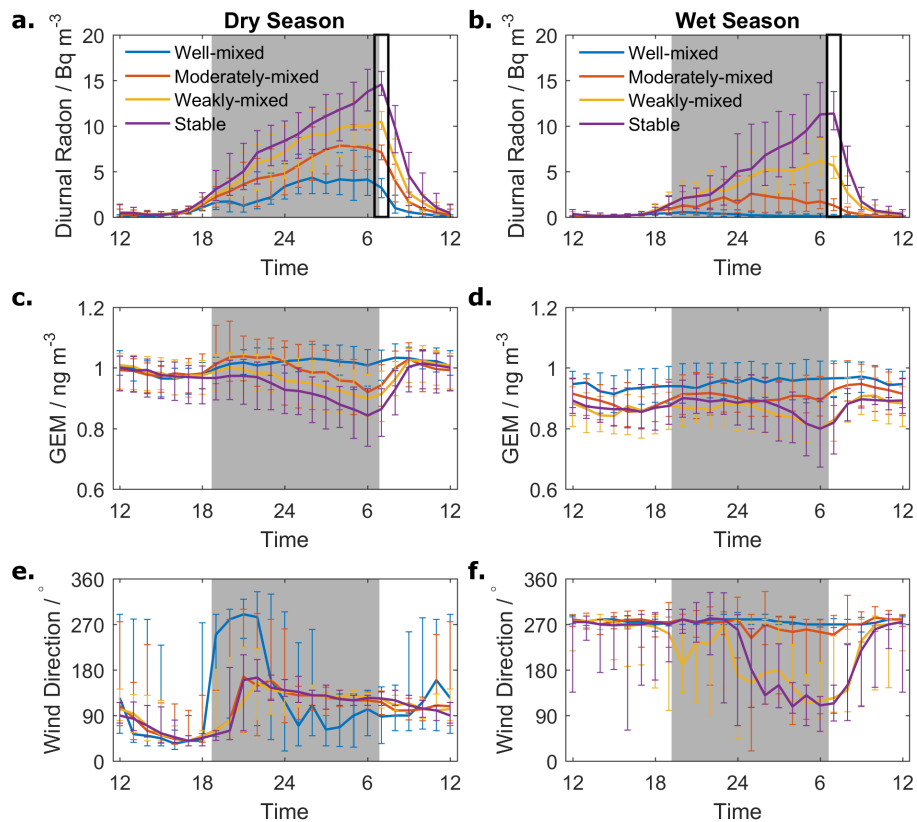 a.
Dry Season
Diurnal Radon / Bq m-3
20
15
10
5
0
Well-mixed
Moderately-mixed
Weakly-mixed
Stable
12
18
24
6
12
Time
b.
Wet Season
Diurnal Radon / Bq m-3
20
15
10
5
0
Well-mixed
Moderately-mixed
Weakly-mixed
Stable
12
18
24
6
12
Time
c.
GEM / ng m-3
1.2
1
0.8
0.6
12
18
24
6
12
Time
d.
GEM / ng m-3
1.2
1
0.8
0.6
12
18
24
6
12
Time
e.
Wind Direction / °
360
270
180
90
0
12
18
24
6
12
Time
f.
Wind Direction / °
360
270
180
90
0
12
18
24
6
12
Time